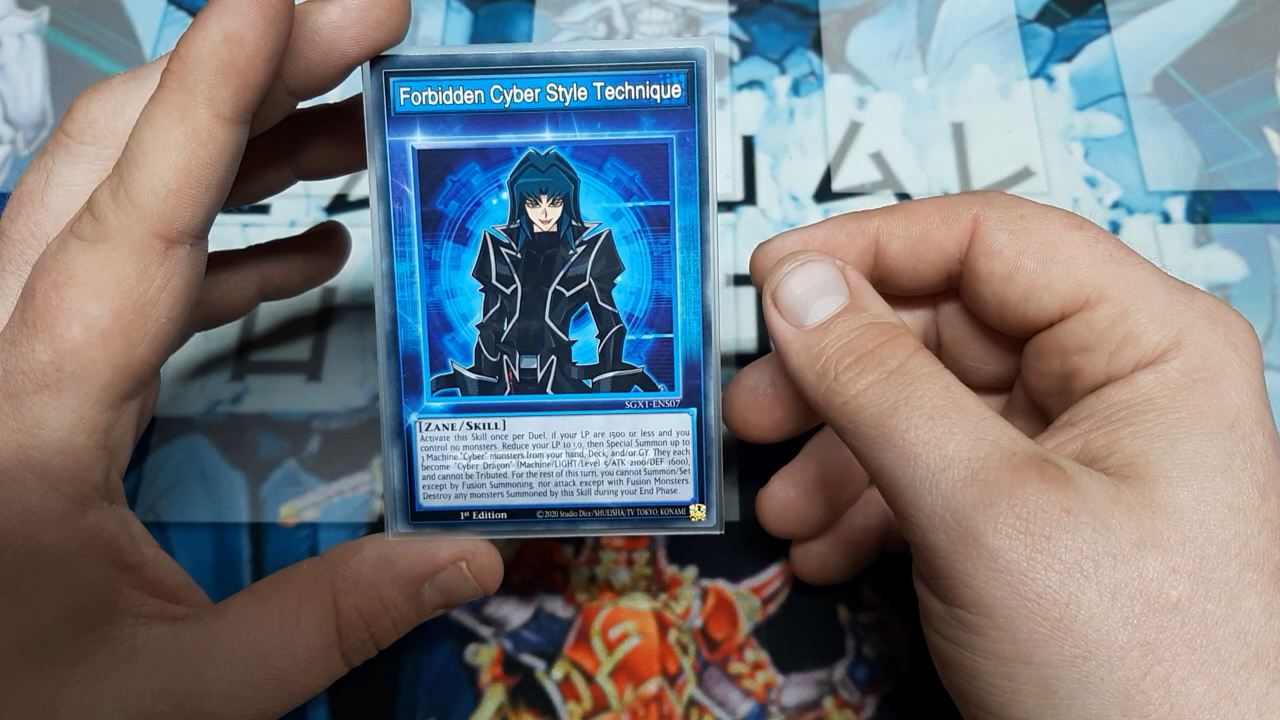 Forbidden Cyber Style Technique
SGX1-ENS07
[ZANE/SKILL]
Activate this Skill once per Duel, if your LP are 1500 or less and you
control no monsters. Reduce your LP to 50, then Special Summon up to
3 Machine "Cyber" monsters from your hand, Deck, and/or GY. They each
become "Cyber Dragon" (Machine/LIGHT/Level 5/ATK 2100/DEF 1600),
and cannot be Tributed. For the rest of this turn, you cannot Summon/Set
except by Fusion Summoning, nor attack except with Fusion Monsters.
Destroy any monsters Summoned by this Skill during your End Phase.
1st Edition ©2020 Studio Dice/SHUEISHA, TV TOKYO, KONAMI